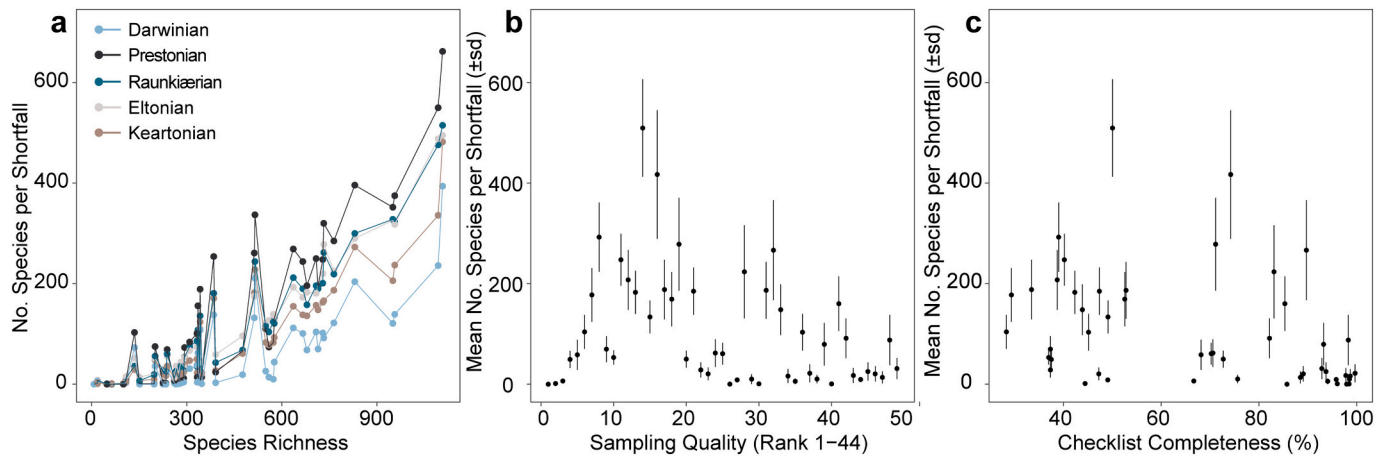 a
Darwinian
Prestonian
Raunkiærian
Eltonian
Keartonian
No. Species per Shortfall
600
400
200
0
0 300 600 900
Species Richness
b
Mean No. Species per Shortfall (±sd)
600
400
200
0
0 10 20 30 40 50
Sampling Quality (Rank 1−44)
c
Mean No. Species per Shortfall (±sd)
600
400
200
0
40 60 80 100
Checklist Completeness (%)